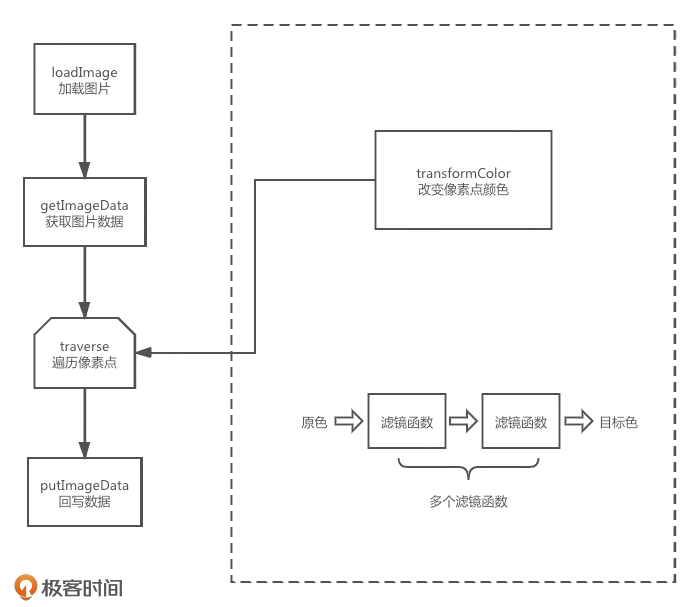 loadImage
加载图片
getImageData
获取图片数据
traverse
遍历像素点
putImageData
回写数据
transformColor
改变像素点颜色
原色
滤镜函数
滤镜函数
目标色
多个滤镜函数
极客时间